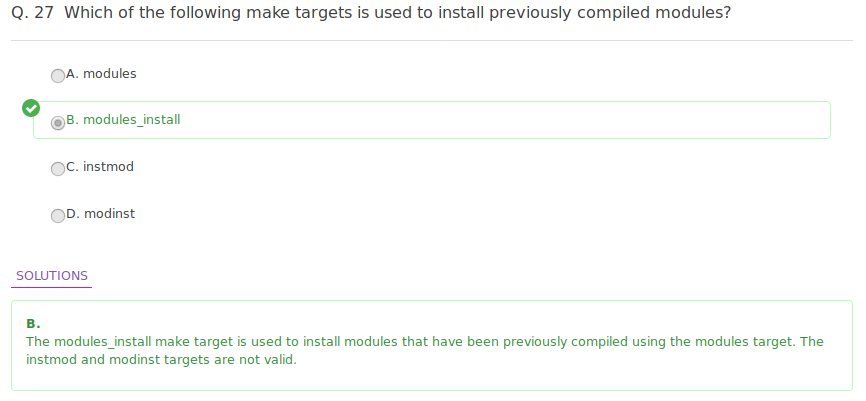 Q. 27 Which of the following make targets is used to install previously compiled modules?
A. modules
B. modules_install
C. instmod
D. modinst
SOLUTIONS
B.
The modules_install make target is used to install modules that have been previously compiled using the modules target. The
instmod and modinst targets are not valid.